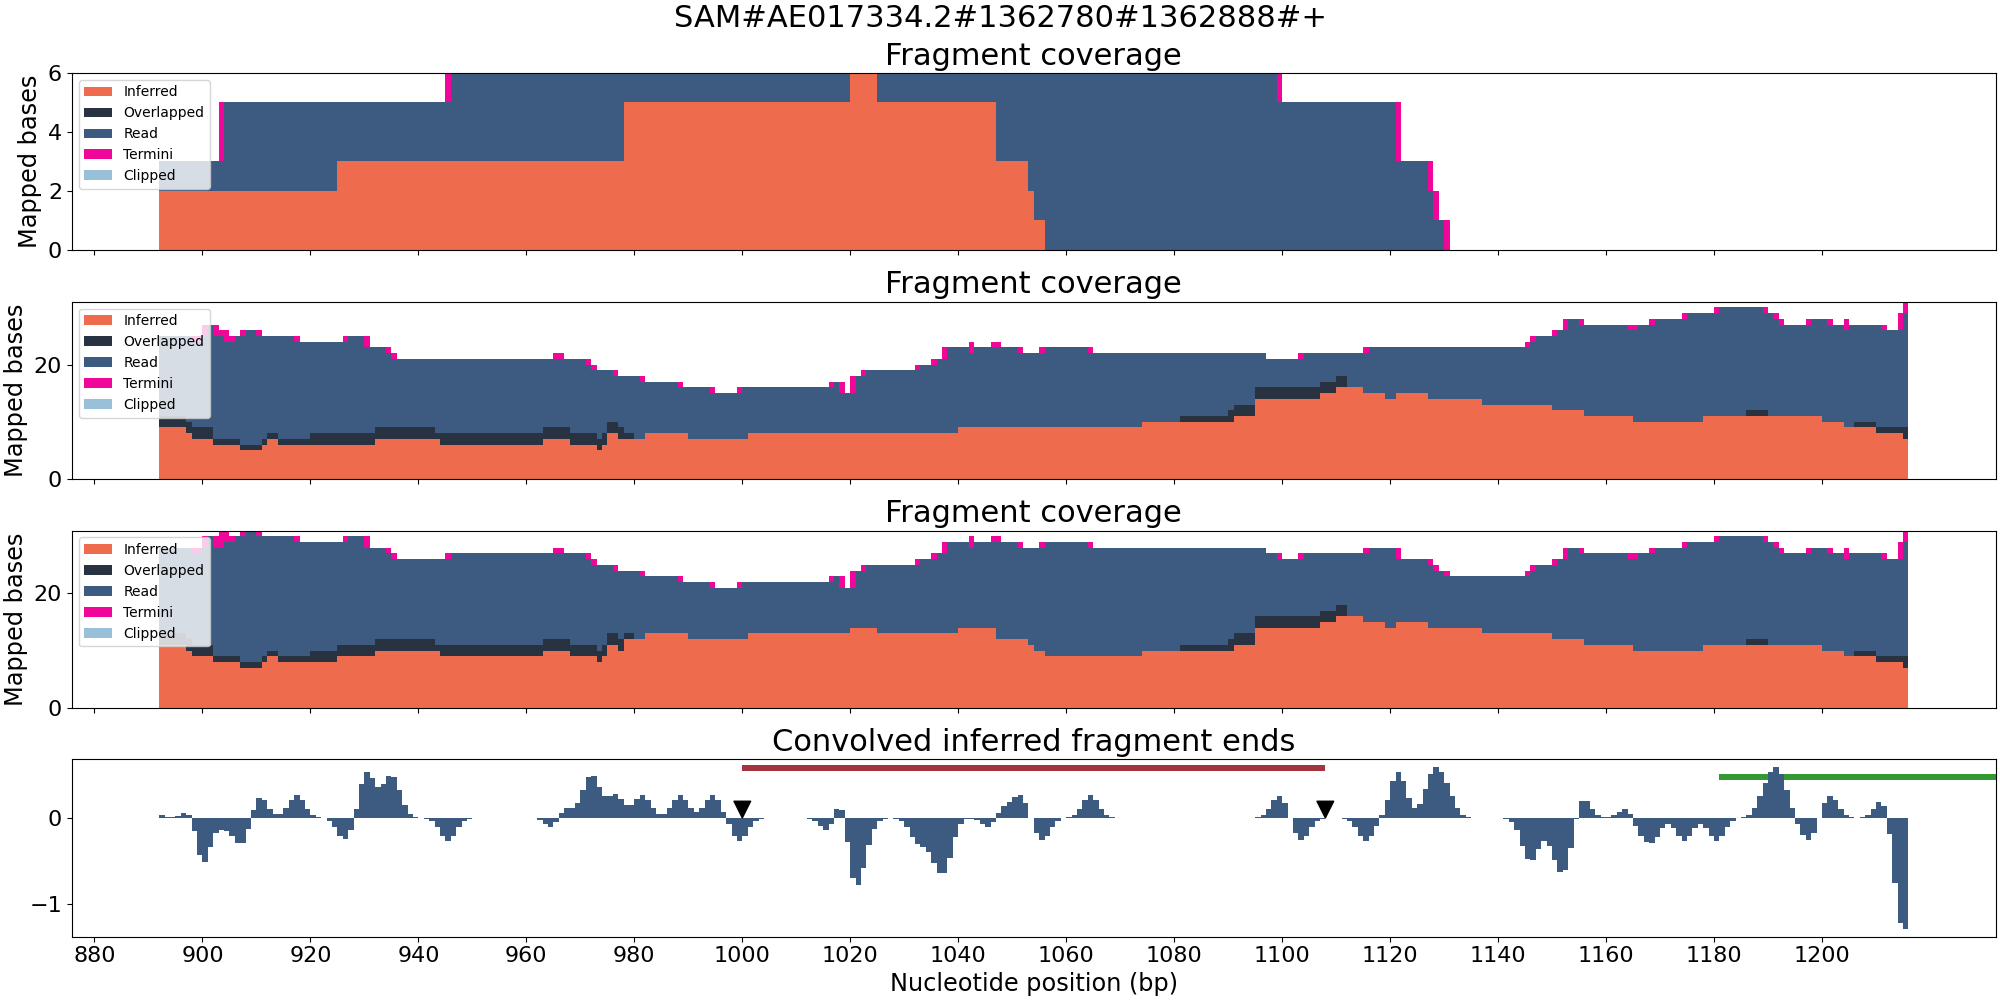 SAM#AE017334.2#1362780#1362888#+
Fragment coverage
Mapped bases
6
4
2
0
Inferred
Overlapped
Read
Termini
Clipped
Fragment coverage
Mapped bases
20
0
Inferred
Overlapped
Read
Termini
Clipped
Fragment coverage
Mapped bases
20
0
Inferred
Overlapped
Read
Termini
Clipped
Convolved inferred fragment ends
0
−1
880 900 920 940 960 980 1000 1020 1040 1060 1080 1100 1120 1140 1160 1180 1200
Nucleotide position (bp)